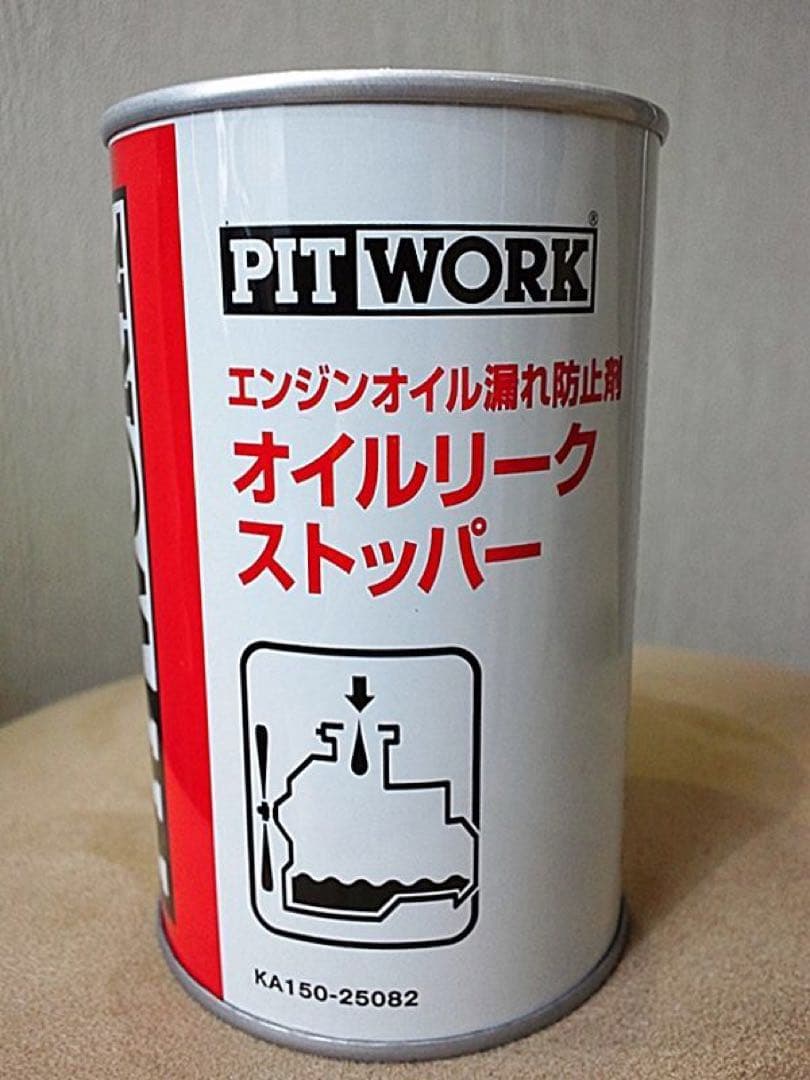 PIT WORK®
エンジンオイル漏れ防止剤
オイルリーク
ストッパー
KA150-25082